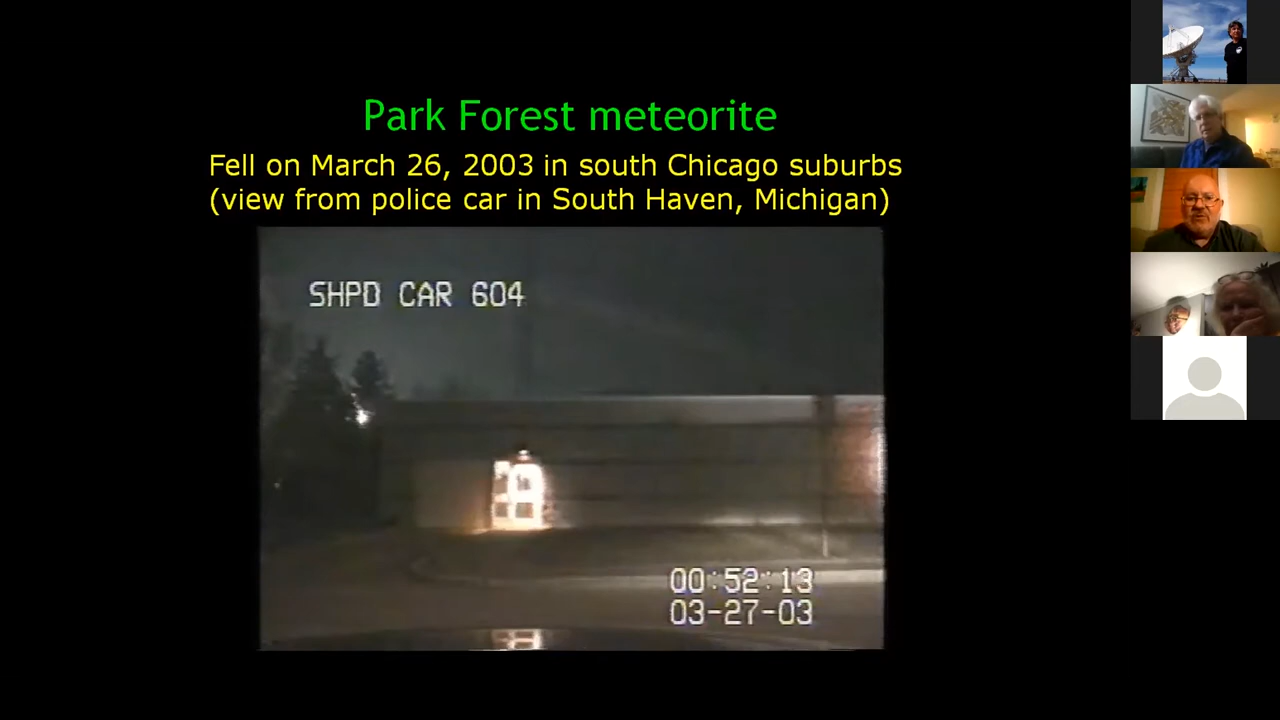 Park Forest meteorite
Fell on March 26, 2003 in south Chicago suburbs
(view from police car in South Haven, Michigan)
SHPD CAR 604
00:52:13
03-27-03